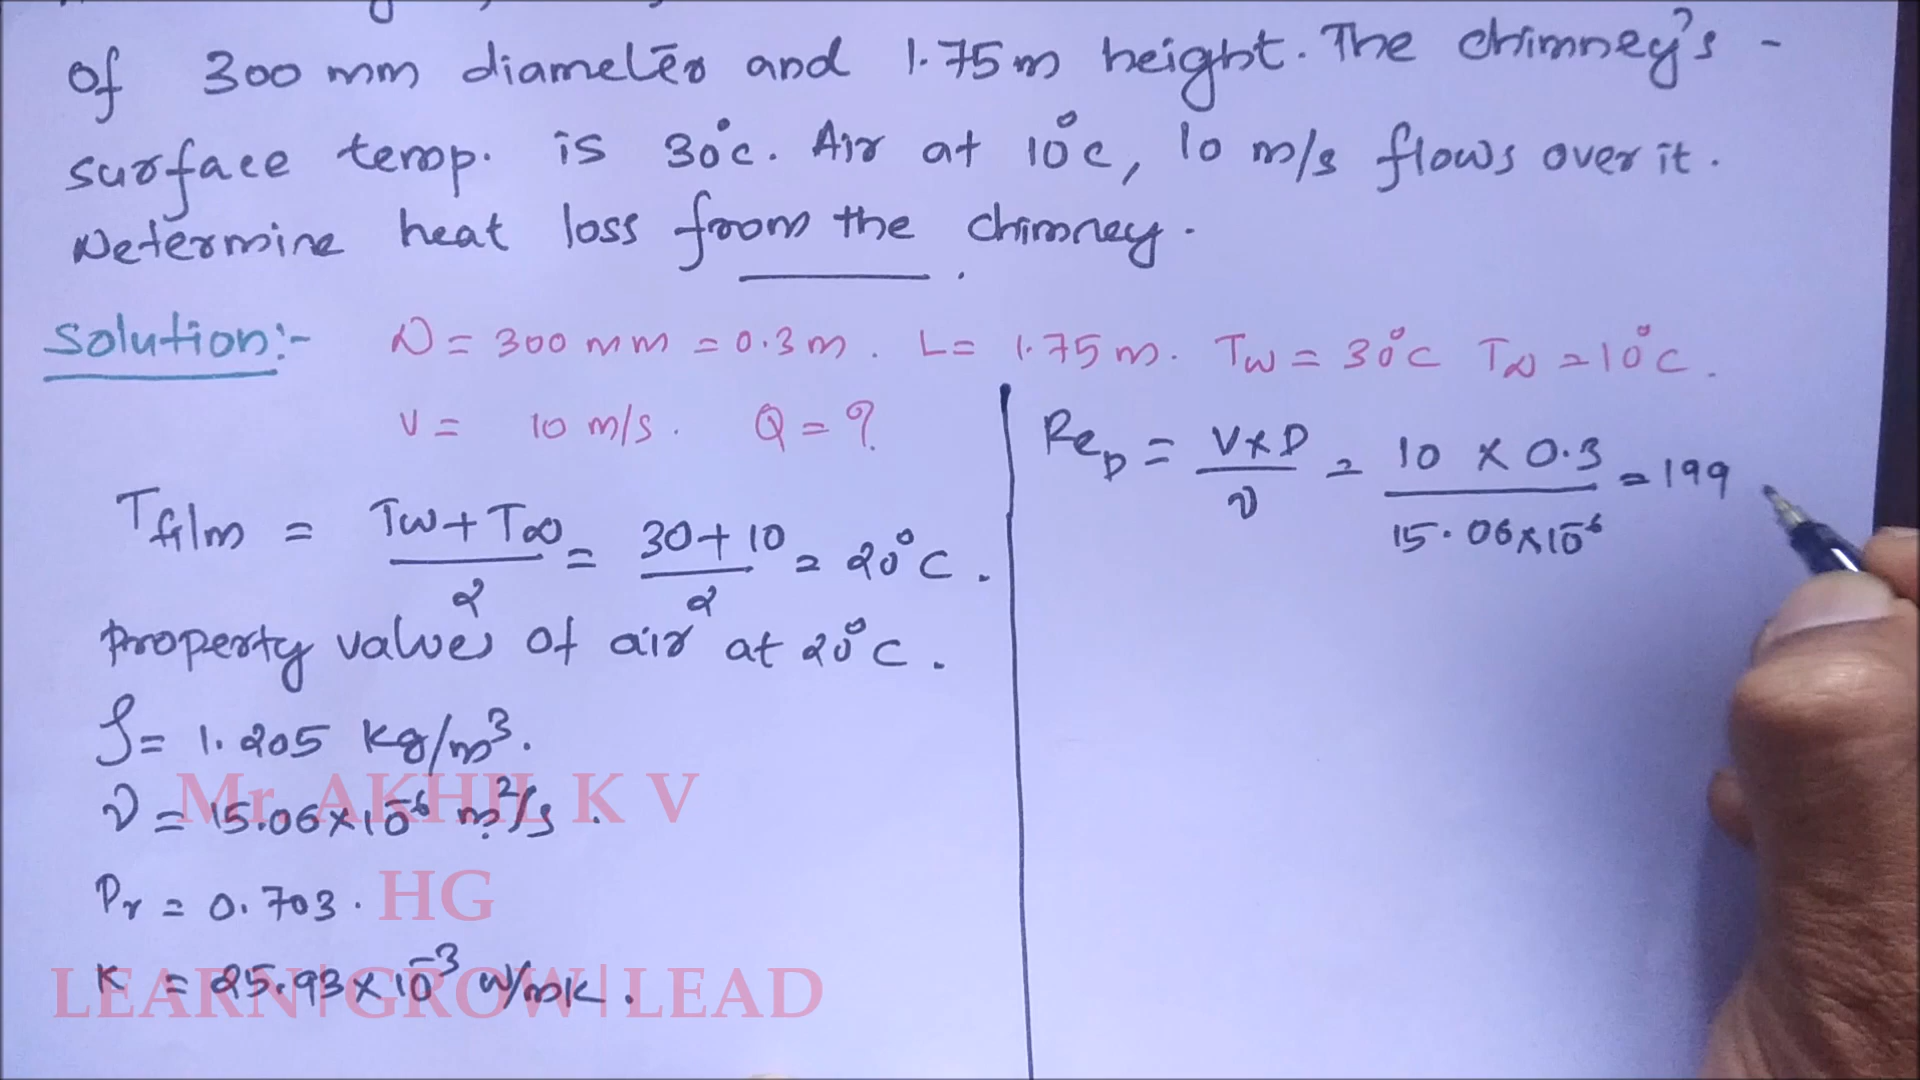 of 300 mm diameter and 1.75m height. The chimney's -
surface temp. is 30°c. Air at 10°c, 10 m/s flows over it.
Determine heat loss from the chimney.
Solution:- D = 300 mm = 0.3m. L = 1.75 m. Tw = 30°C T∞ = 10°C.
V = 10 m/s. Q = ?
Tfilm = Tw + T∞ / 2 = 30 + 10 / 2 = 20°C.
Property values of air at 20°C.
ρ = 1.205 kg/m³.
ν = 15.06 × 10⁻⁶ m²/s.
Pr = 0.703.
K = 25.93 × 10⁻³ w/mk.
Re_D = V × D / ν = 10 × 0.3 / 15.06 × 10⁻⁶ = 199
Mr. AKHIL K V
HG
LEARN|GROW|LEAD